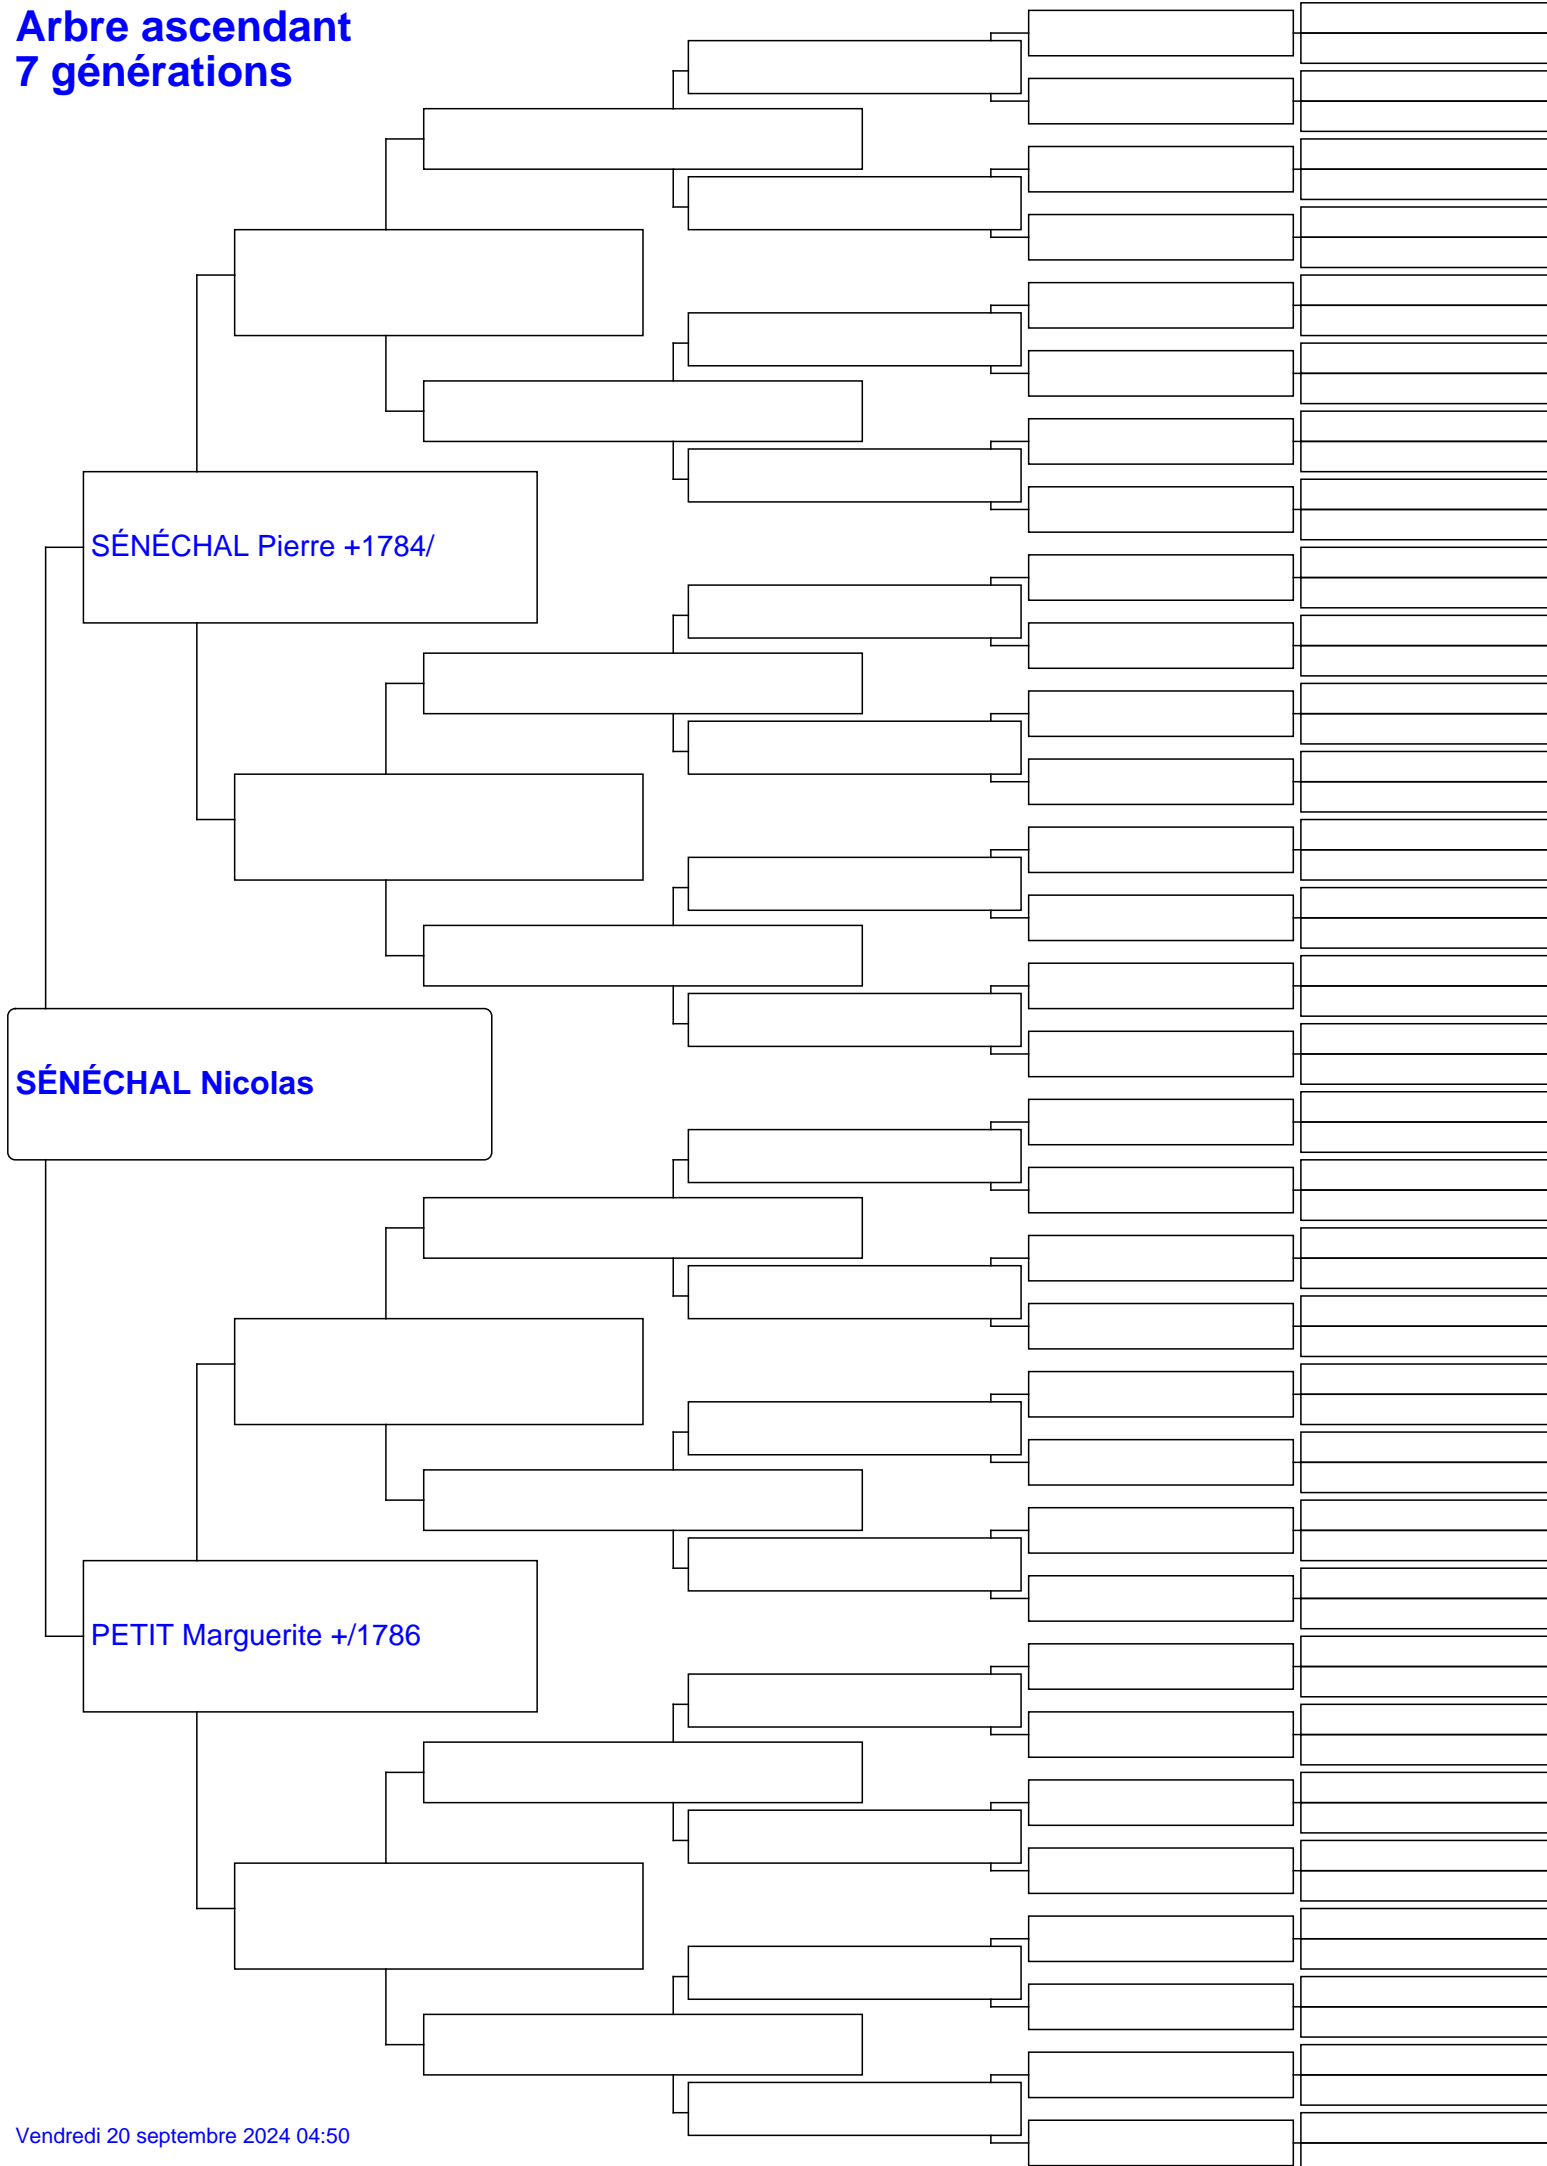 Arbre ascendant
7 générations
SÉNÉCHAL Pierre +1784/
SÉNÉCHAL Nicolas
PETIT Marguerite +/1786
Vendredi 20 septembre 2024 04:50